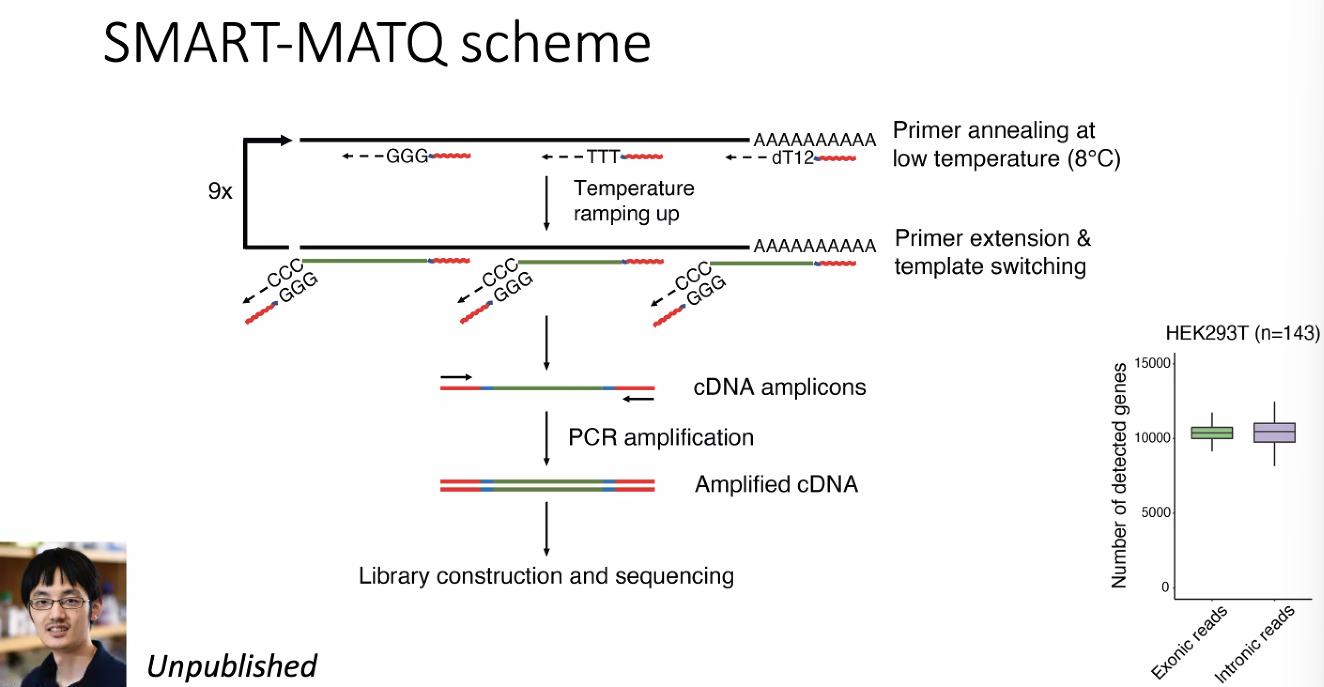 SMART-MATQ scheme
AAAAAAAAAA
Primer annealing at
low temperature (8°C)
GGG
TTT
dT12
9x
Temperature
ramping up
AAAAAAAAAA
Primer extension &
template switching
CCC
GGG
CCC
GGG
CCC
GGG
cDNA amplicons
PCR amplification
Amplified cDNA
Library construction and sequencing
HEK293T (n=143)
Number of detected genes
15000
10000
5000
0
Exonic reads
Intronic reads
Unpublished